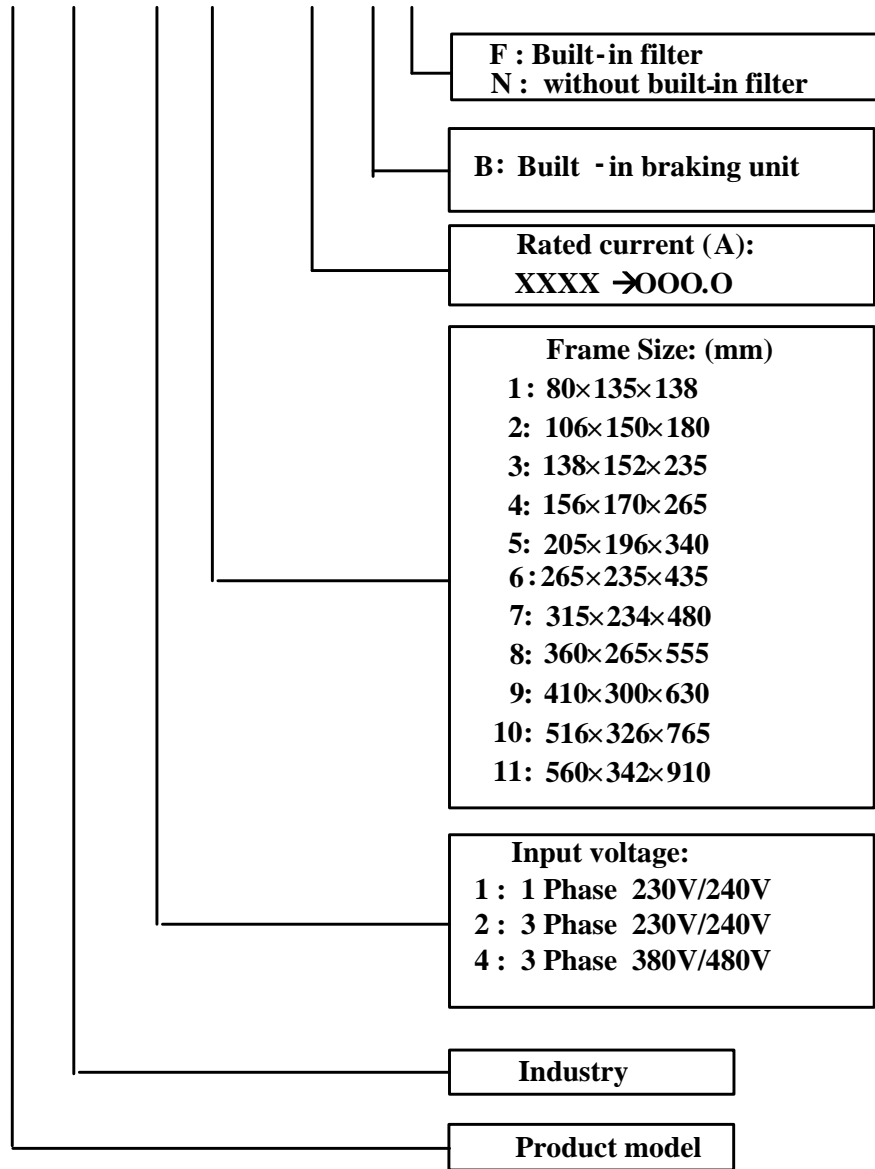 F : Built-in filter
N : without built-in filter
B: Built -in braking unit
Rated current (A):
XXXX →OOO.O
Frame Size: (mm)
1: 80×135×138
2: 106×150×180
3: 138×152×235
4: 156×170×265
5: 205×196×340
6:265×235×435
7: 315×234×480
8: 360×265×555
9: 410×300×630
10: 516×326×765
11: 560×342×910
Input voltage:
1 : 1 Phase 230V/240V
2 : 3 Phase 230V/240V
4 : 3 Phase 380V/480V
Industry
Product model